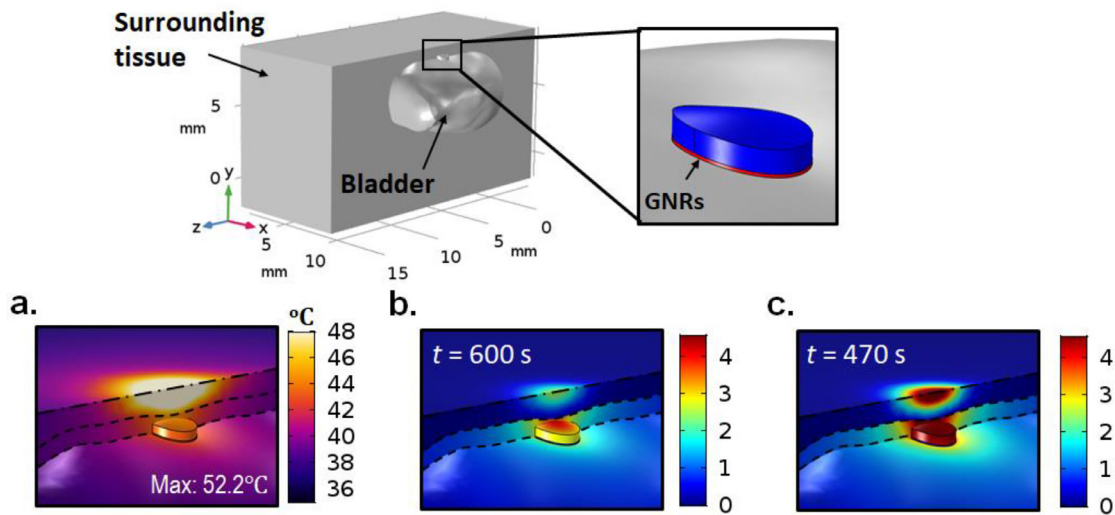 Surrounding
tissue
5
mm
0
y
z
x
5
mm
10
15
10
5
mm
0
Bladder
GNRs
a.
°C
48
46
44
42
40
38
36
Max: 52.2°C
b.
t = 600 s
4
3
2
1
0
c.
t = 470 s
4
3
2
1
0